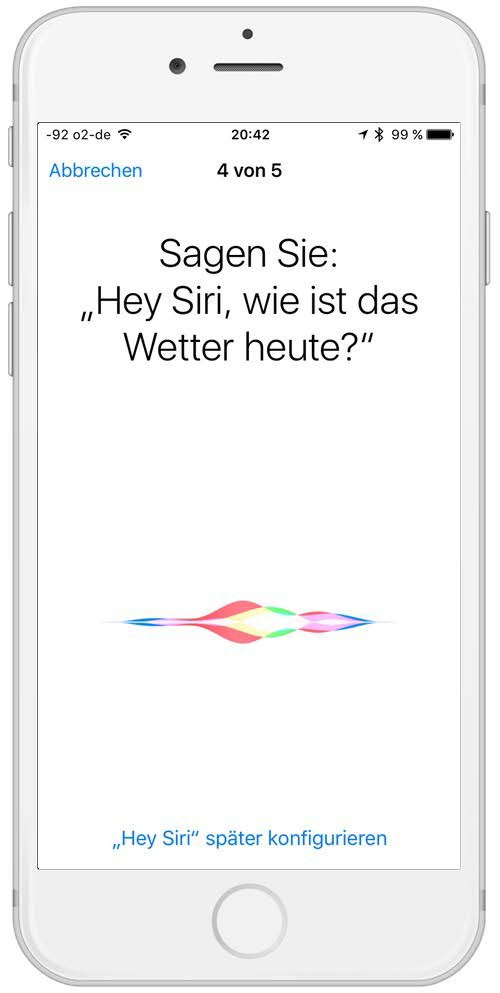 -92 o2-de 20:42 99 %
Abbrechen 4 von 5
Sagen Sie:
„Hey Siri, wie ist das
Wetter heute?“
„Hey Siri“ später konfigurieren